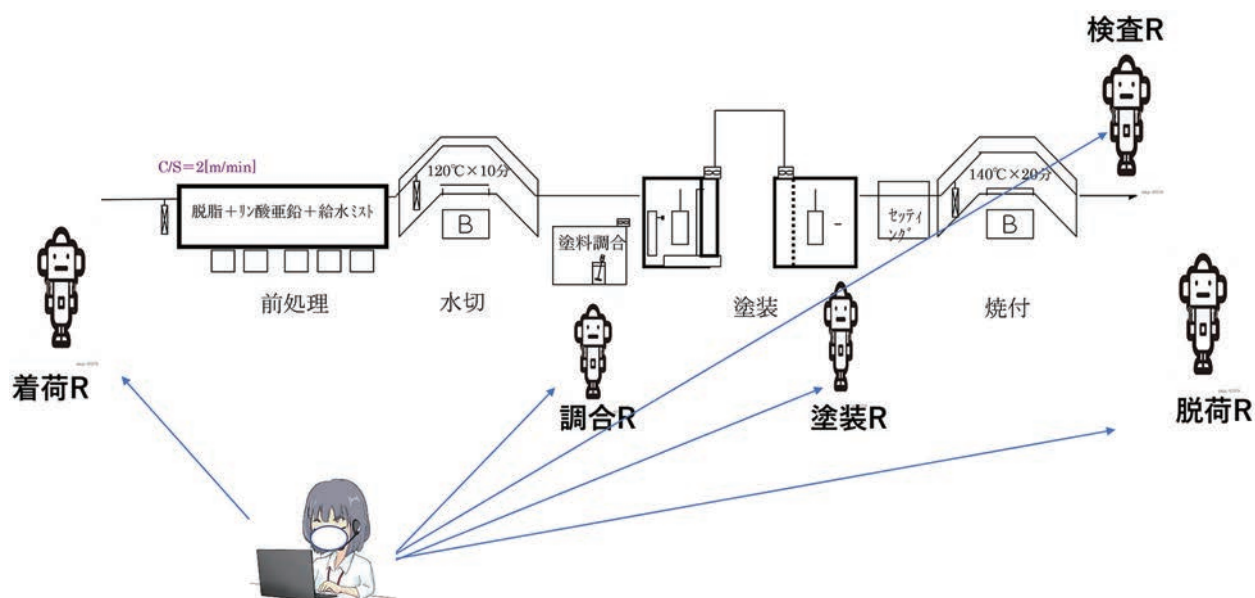 検査R
C/S=2[m/min]
120℃×10分
140℃×20分
脱脂+リン酸亜鉛+給水ミスト
B
塗料調合
セッティ
ング
B
前処理
水切
塗装
焼付
着荷R
調合R
塗装R
脱荷R